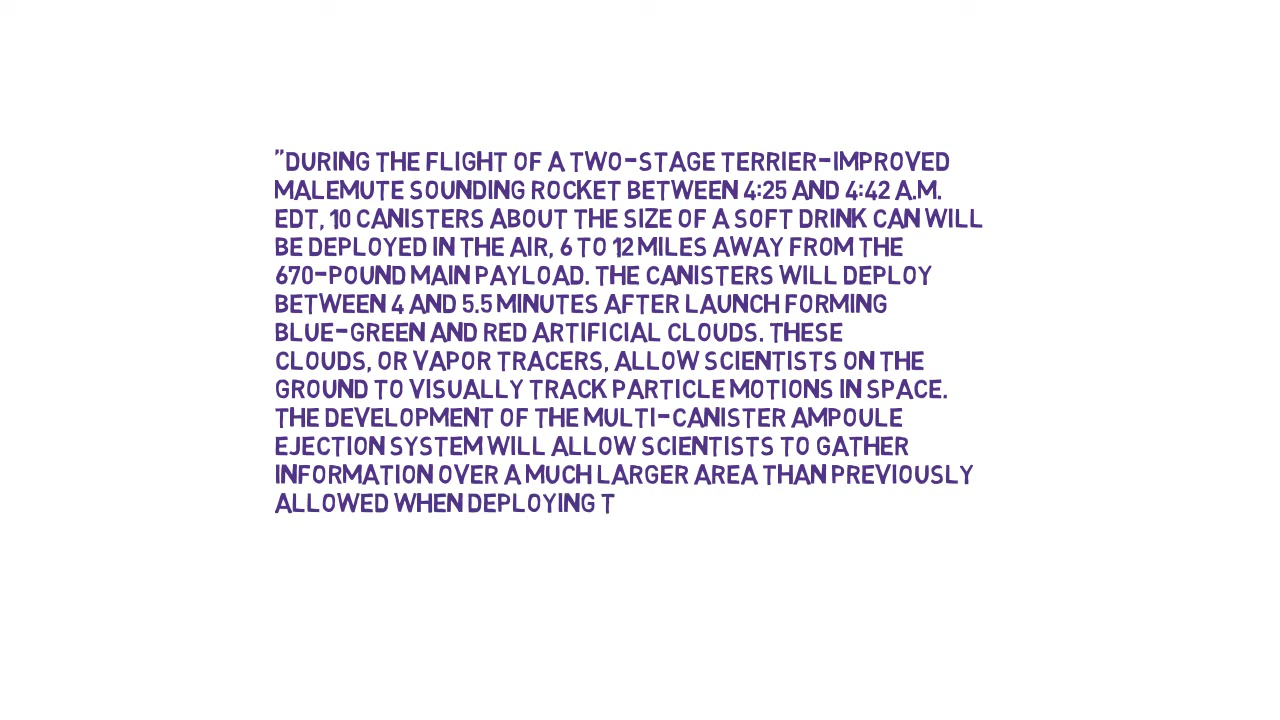 "DURING THE FLIGHT OF A TWO-STAGE TERRIER-IMPROVED
MALEMUTE SOUNDING ROCKET BETWEEN 4:25 AND 4:42 A.M.
EDT, 10 CANISTERS ABOUT THE SIZE OF A SOFT DRINK CAN WILL
BE DEPLOYED IN THE AIR, 6 TO 12 MILES AWAY FROM THE
670-POUND MAIN PAYLOAD. THE CANISTERS WILL DEPLOY
BETWEEN 4 AND 5.5 MINUTES AFTER LAUNCH FORMING
BLUE-GREEN AND RED ARTIFICIAL CLOUDS. THESE
CLOUDS, OR VAPOR TRACERS, ALLOW SCIENTISTS ON THE
GROUND TO VISUALLY TRACK PARTICLE MOTIONS IN SPACE.
THE DEVELOPMENT OF THE MULTI-CANISTER AMPOULE
EJECTION SYSTEM WILL ALLOW SCIENTISTS TO GATHER
INFORMATION OVER A MUCH LARGER AREA THAN PREVIOUSLY
ALLOWED WHEN DEPLOYING T